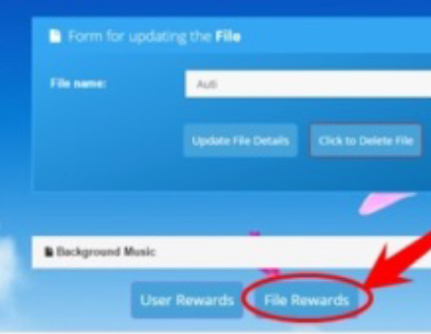 Form for updating the File
File name:
Auti
Update File Details Click to Delete File
Background Music
User Rewards File Rewards